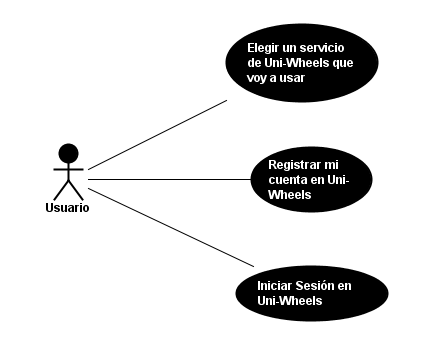 Elegir un servicio
de Uni-Wheels que
voy a usar
Registrar mi
cuenta en Uni-
Wheels
Usuario
Iniciar Sesión en
Uni-Wheels